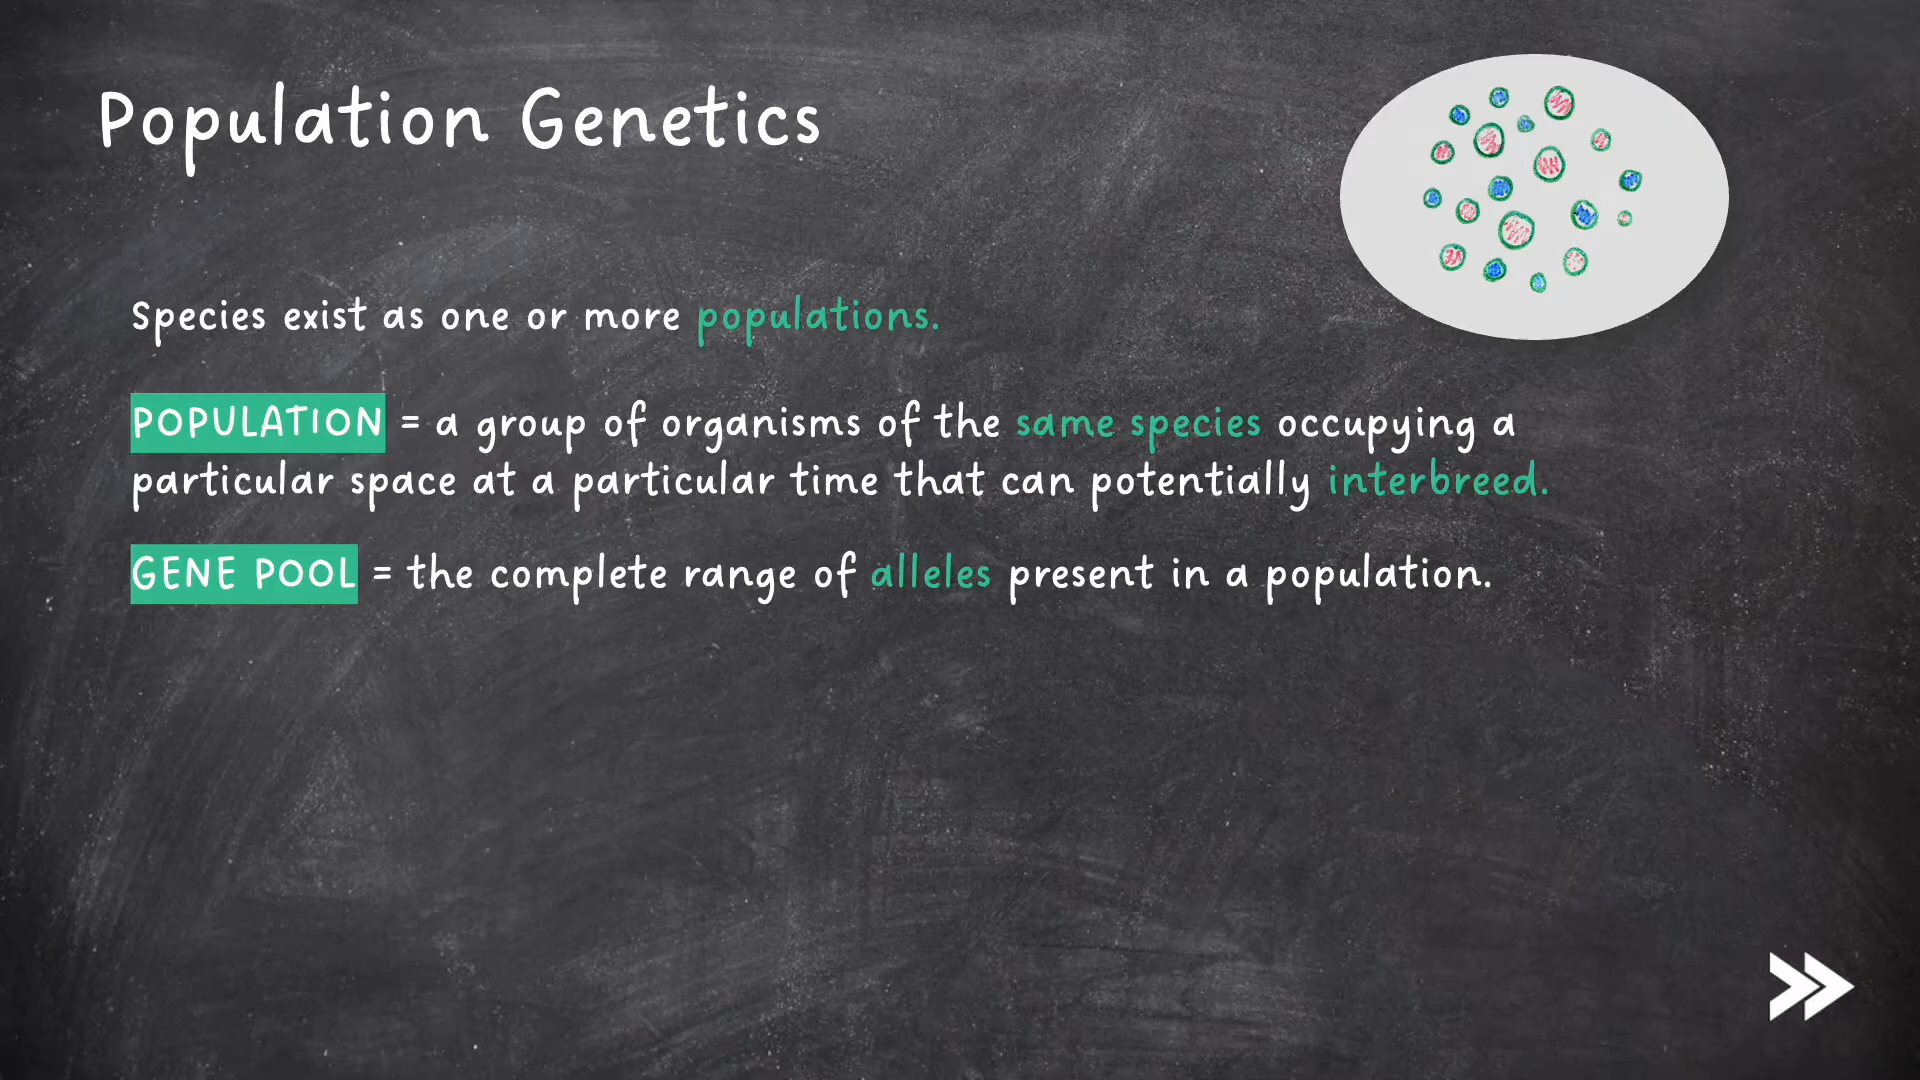 Population Genetics
Species exist as one or more populations.
POPULATION = a group of organisms of the same species occupying a
particular space at a particular time that can potentially interbreed.
GENE POOL = the complete range of alleles present in a population.